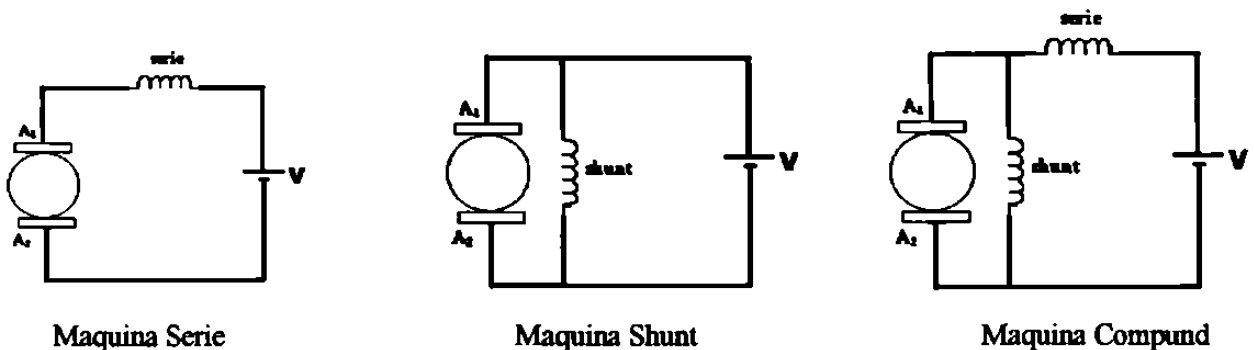 serie
A₁
V
A₂
Maquina Serie
A₁
shunt
V
A₂
Maquina Shunt
serie
A₁
shunt
V
A₂
Maquina Compund